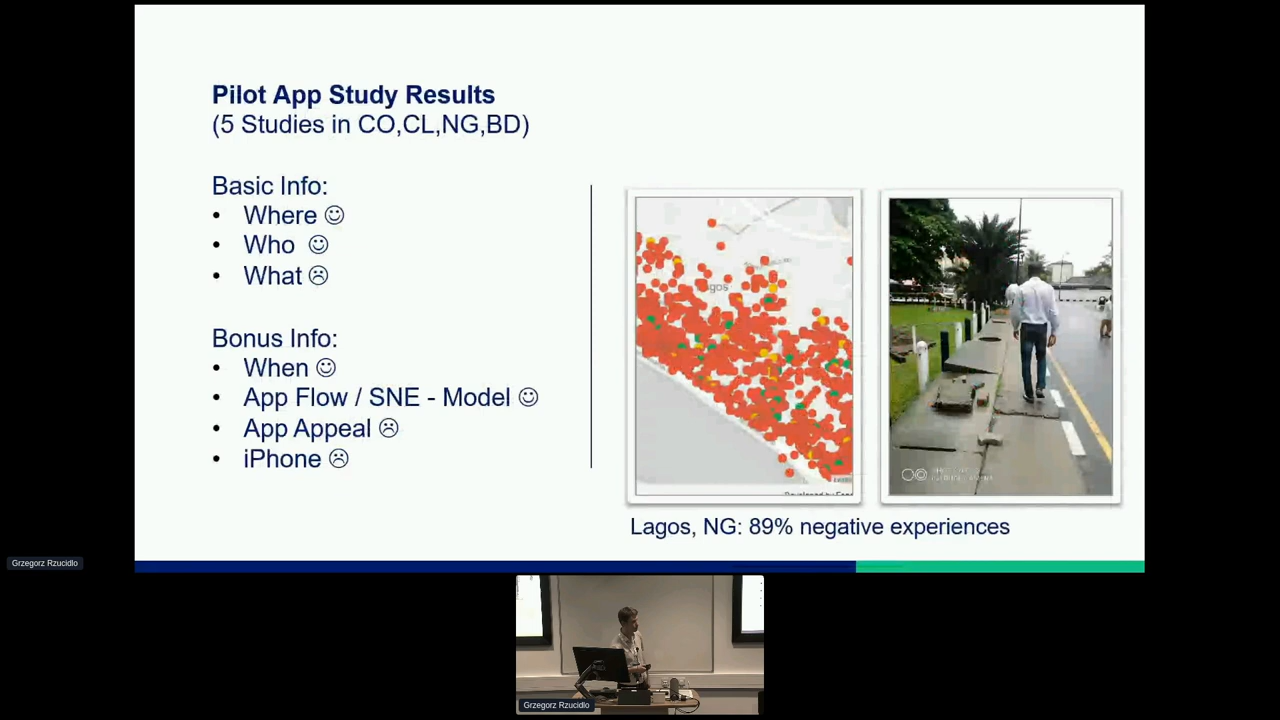 Pilot App Study Results
(5 Studies in CO,CL,NG,BD)
Basic Info:
• Where ☺
• Who ☺
• What ☹
Bonus Info:
• When ☺
• App Flow / SNE - Model ☺
• App Appeal ☹
• iPhone ☹
Lagos, NG: 89% negative experiences
Grzegorz Rzucidlo
Grzegorz Rzucidlo